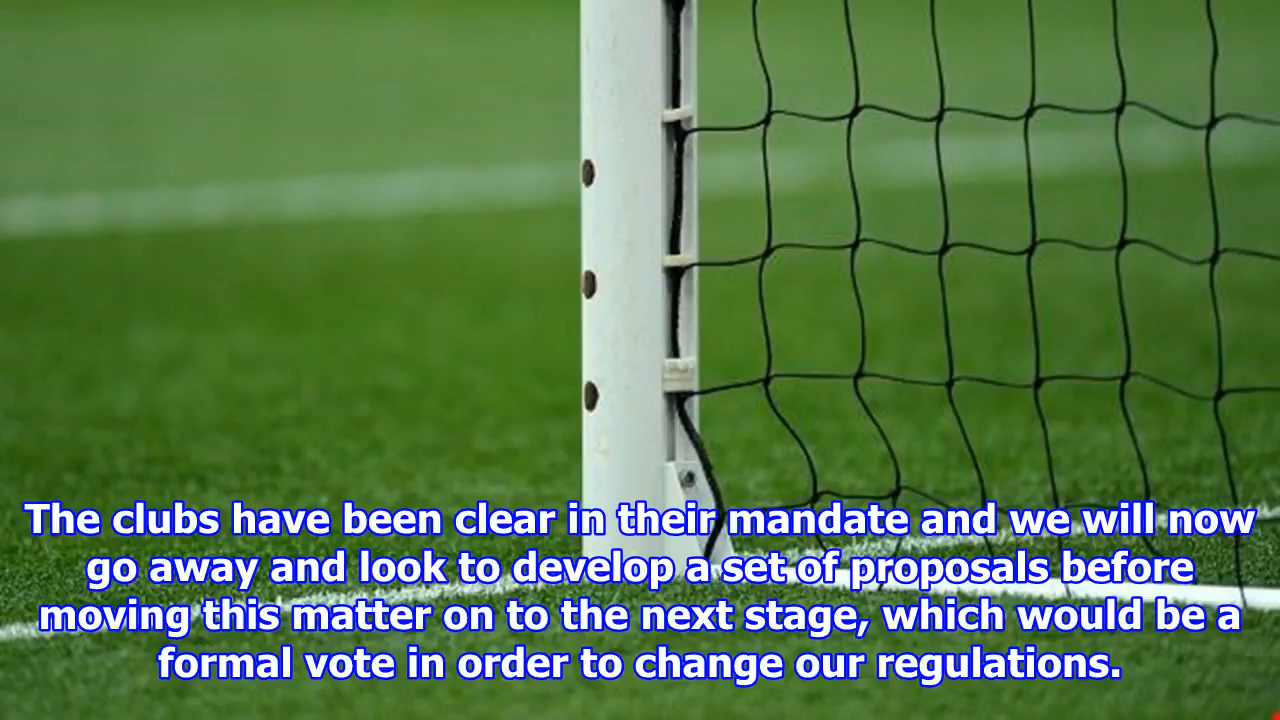 The clubs have been clear in their mandate and we will now
go away and look to develop a set of proposals before
moving this matter on to the next stage, which would be a
formal vote in order to change our regulations.